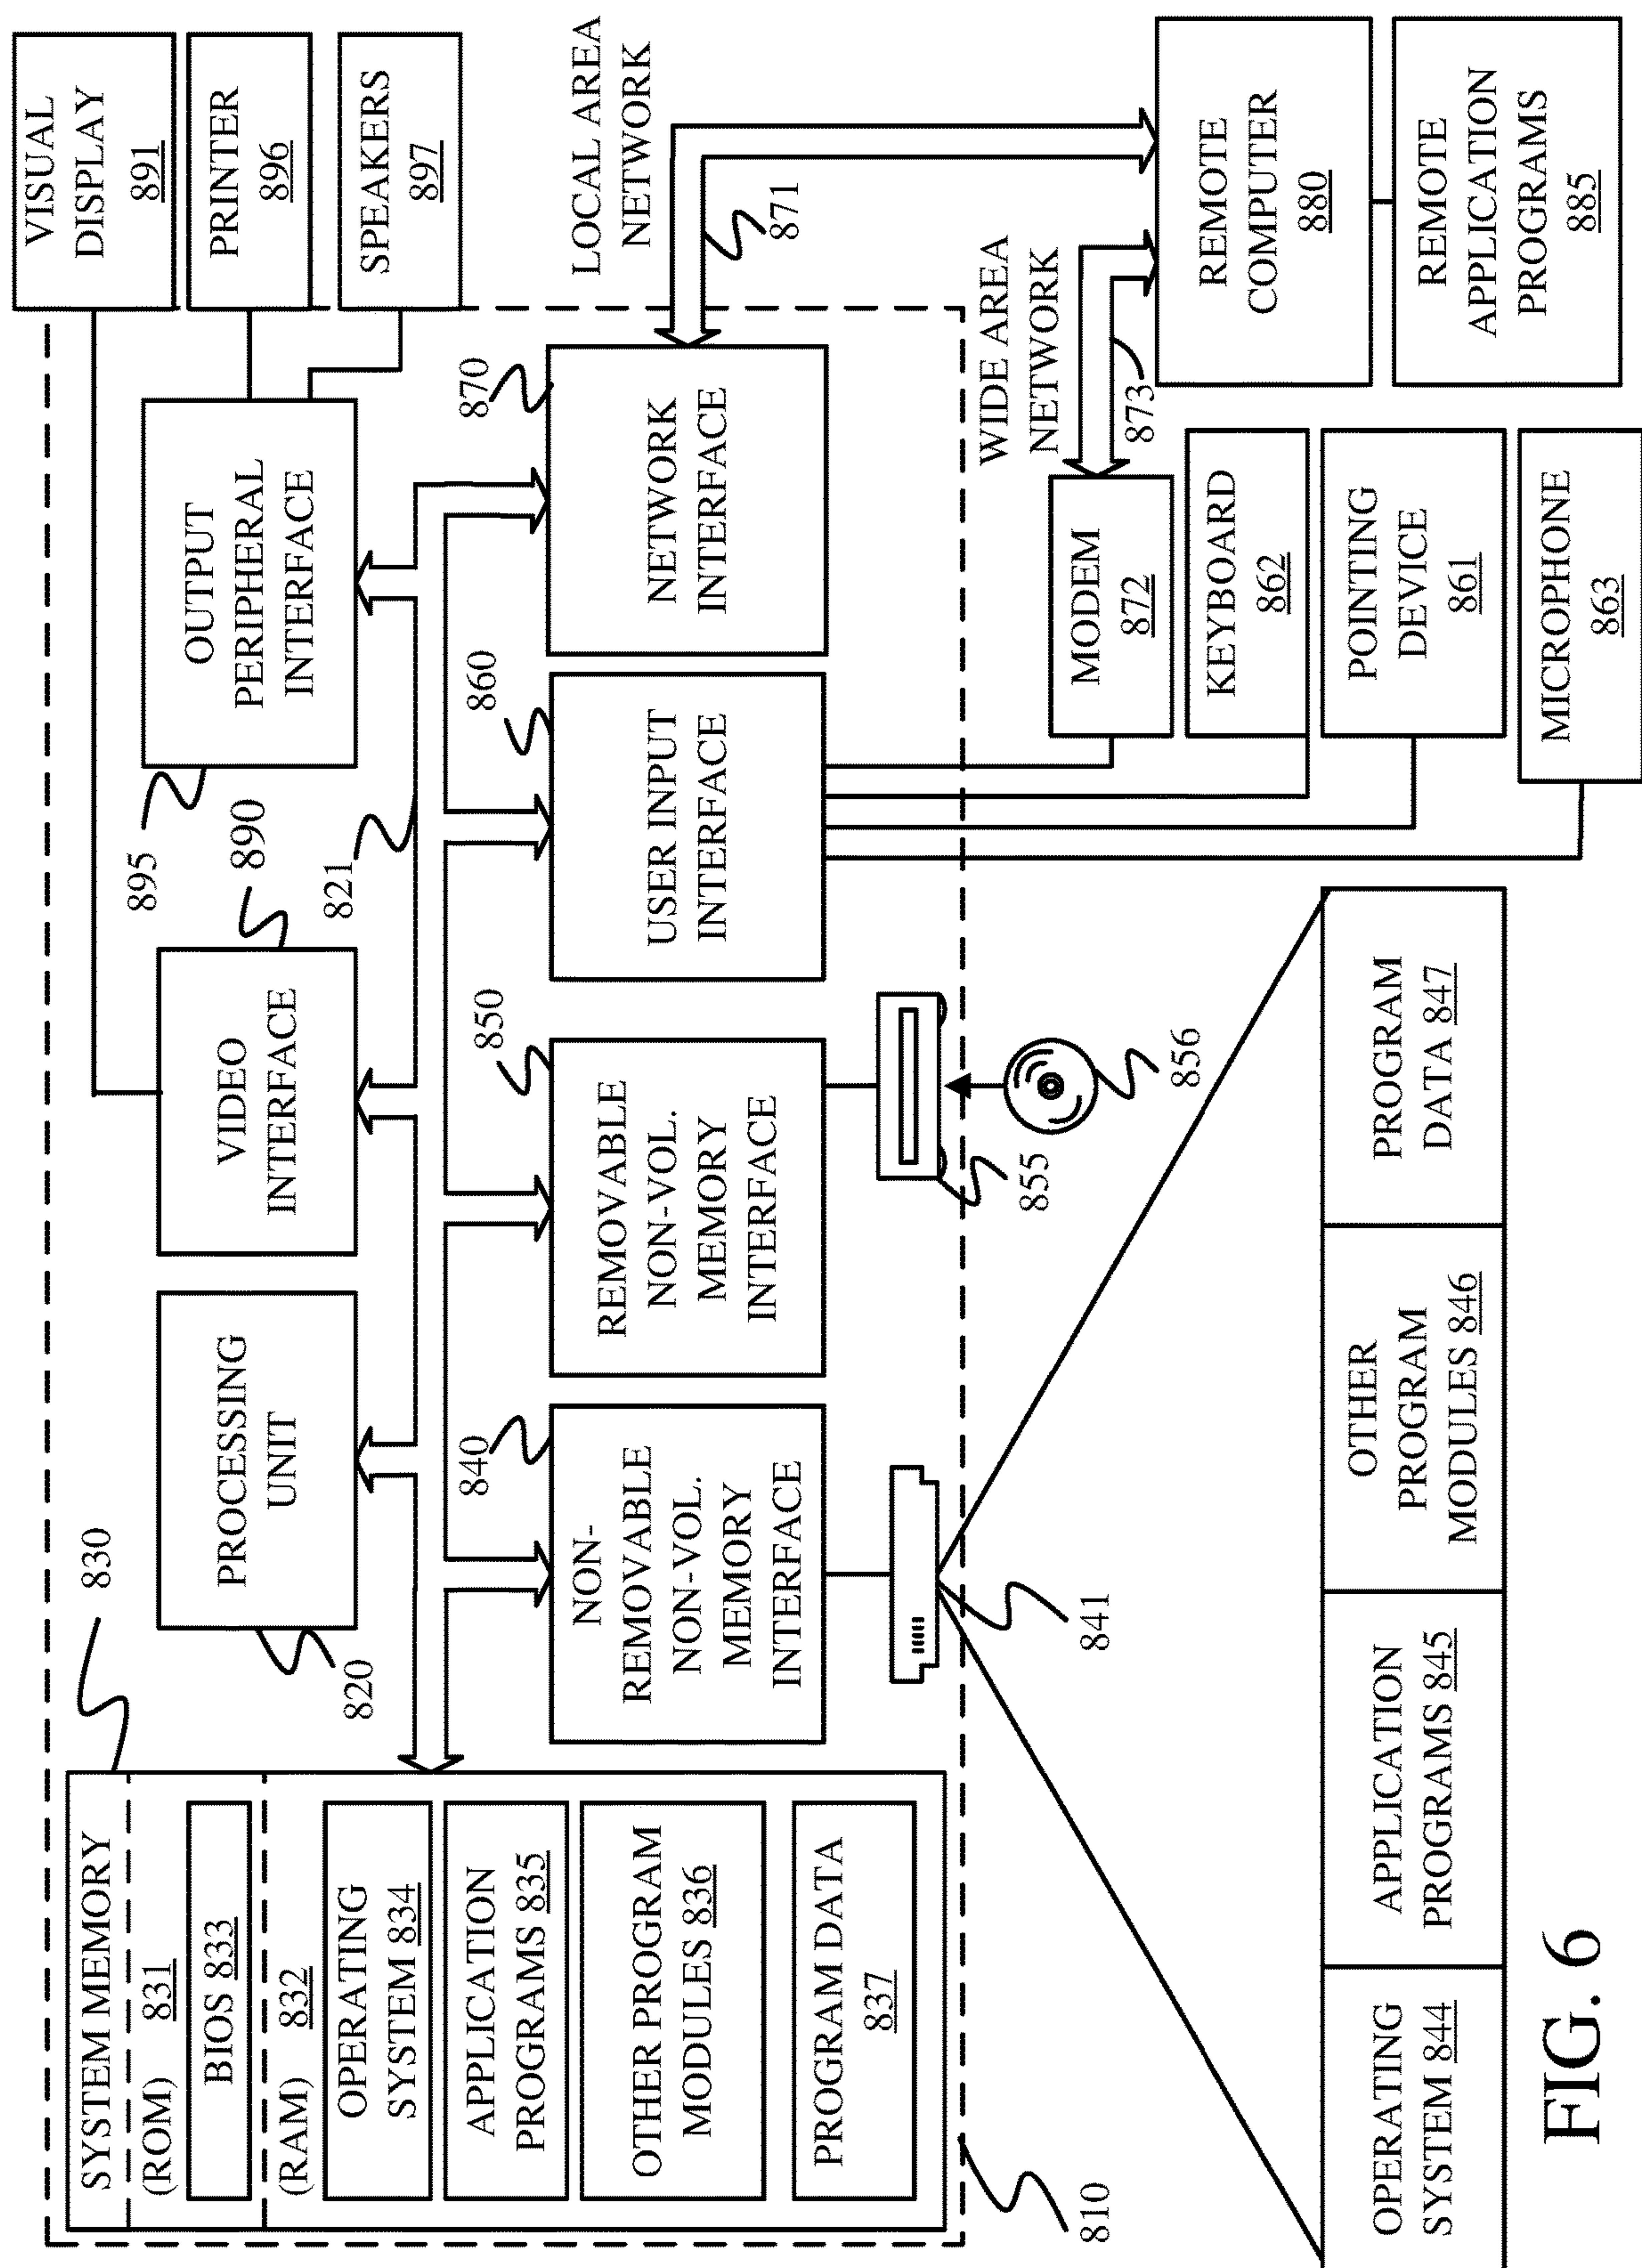 SYSTEM MEMORY
(ROM) 831
BIOS 833
(RAM) 832
OPERATING
SYSTEM 834
APPLICATION
PROGRAMS 835
OTHER PROGRAM
MODULES 836
PROGRAM DATA
837
830
810
PROCESSING
UNIT
820
VIDEO
INTERFACE
890
821
OUTPUT
PERIPHERAL
INTERFACE
895
VISUAL
DISPLAY
891
PRINTER
896
SPEAKERS
897
NON-
REMOVABLE
NON-VOL.
MEMORY
INTERFACE
840
841
REMOVABLE
NON-VOL.
MEMORY
INTERFACE
850
855
856
USER INPUT
INTERFACE
860
NETWORK
INTERFACE
870
LOCAL AREA
NETWORK
871
WIDE AREA
NETWORK
873
MODEM
872
KEYBOARD
862
POINTING
DEVICE
861
MICROPHONE
863
REMOTE
COMPUTER
880
REMOTE
APPLICATION
PROGRAMS
885
OPERATING
SYSTEM 844
APPLICATION
PROGRAMS 845
OTHER
PROGRAM
MODULES 846
PROGRAM
DATA 847
FIG. 6